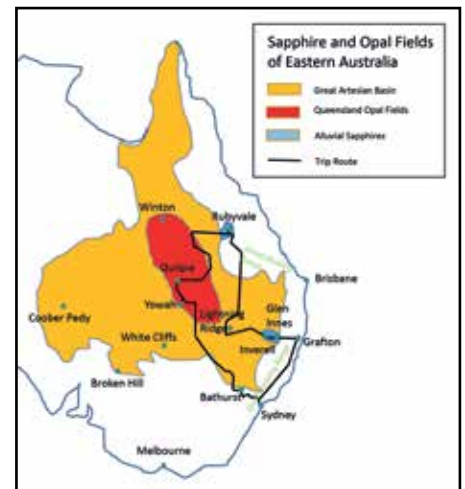 Sapphire and Opal Fields
of Eastern Australia
Great Artesian Basin
Queensland Opal Fields
Alluvial Sapphires
Trip Route
Winton
Rubyvale
Quilpie
Brisbane
Yowah
Glen
Innes
Coober Pedy
Lightning
Ridge
White Cliffs
Inverell
Grafton
Broken Hill
Bathurst
Sydney
Melbourne